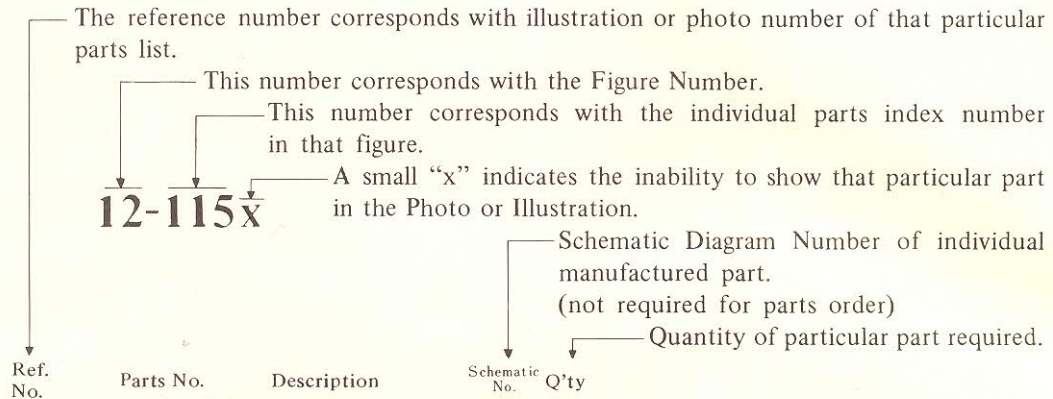 The reference number corresponds with illustration or photo number of that particular
parts list.
This number corresponds with the Figure Number.
This number corresponds with the individual parts index number
in that figure.
A small “x” indicates the inability to show that particular part
in the Photo or Illustration.
12-115x
Schematic Diagram Number of individual
manufactured part.
(not required for parts order)
Quantity of particular part required.
Ref.
No.
Parts No.
Description
Schematic
No.
Q'ty